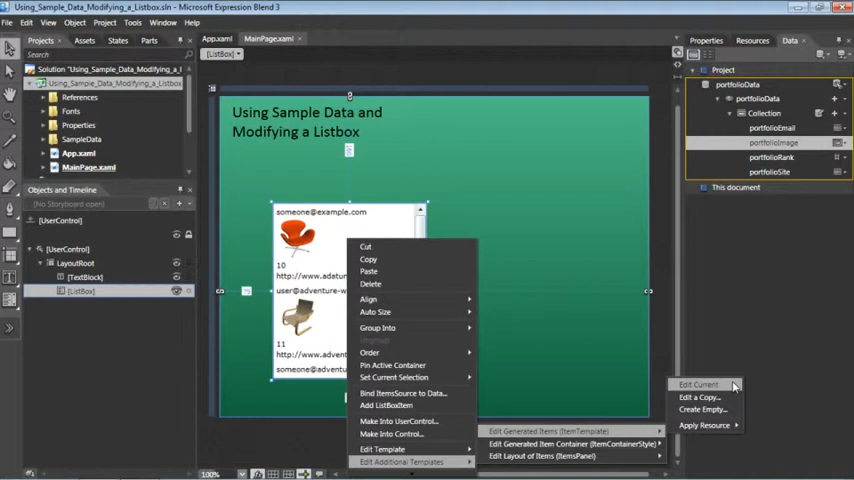 Using_Sample_Data_Modifying_a_Listbox.sln - Microsoft Expression Blend 3
File Edit View Object Project Tools Window Help
Projects Assets States Parts
Search
Solution "Using_Sample_Data_Modifying_a_l
Using_Sample_Data_Modifying_a_Listbox
References
Fonts
Properties
SampleData
App.xaml
MainPage.xaml
Objects and Timeline
(No Storyboard open)
[UserControl]
[UserControl]
LayoutRoot
[TextBlock]
[ListBox]
App.xaml MainPage.xaml
[ListBox]
Using Sample Data and
Modifying a Listbox
someone@example.com
10
http://www.adatu
user@adventure-w
11
http://www.advent
someone@adventu
100%
Cut
Copy
Paste
Delete
Align
Auto Size
Group Into
Ungroup
Order
Pin Active Container
Set Current Selection
Bind ItemsSource to Data...
Add ListBoxItem
Make Into UserControl...
Make Into Control...
Edit Template
Edit Additional Templates
Edit Generated Items (ItemTemplate)
Edit Generated Item Container (ItemContainerStyle)
Edit Layout of Items (ItemsPanel)
Edit Current
Edit a Copy...
Create Empty...
Apply Resource
Properties Resources Data
Project
portfolioData
portfolioData
Collection
portfolioEmail
portfolioImage
portfolioRank
portfolioSite
This document